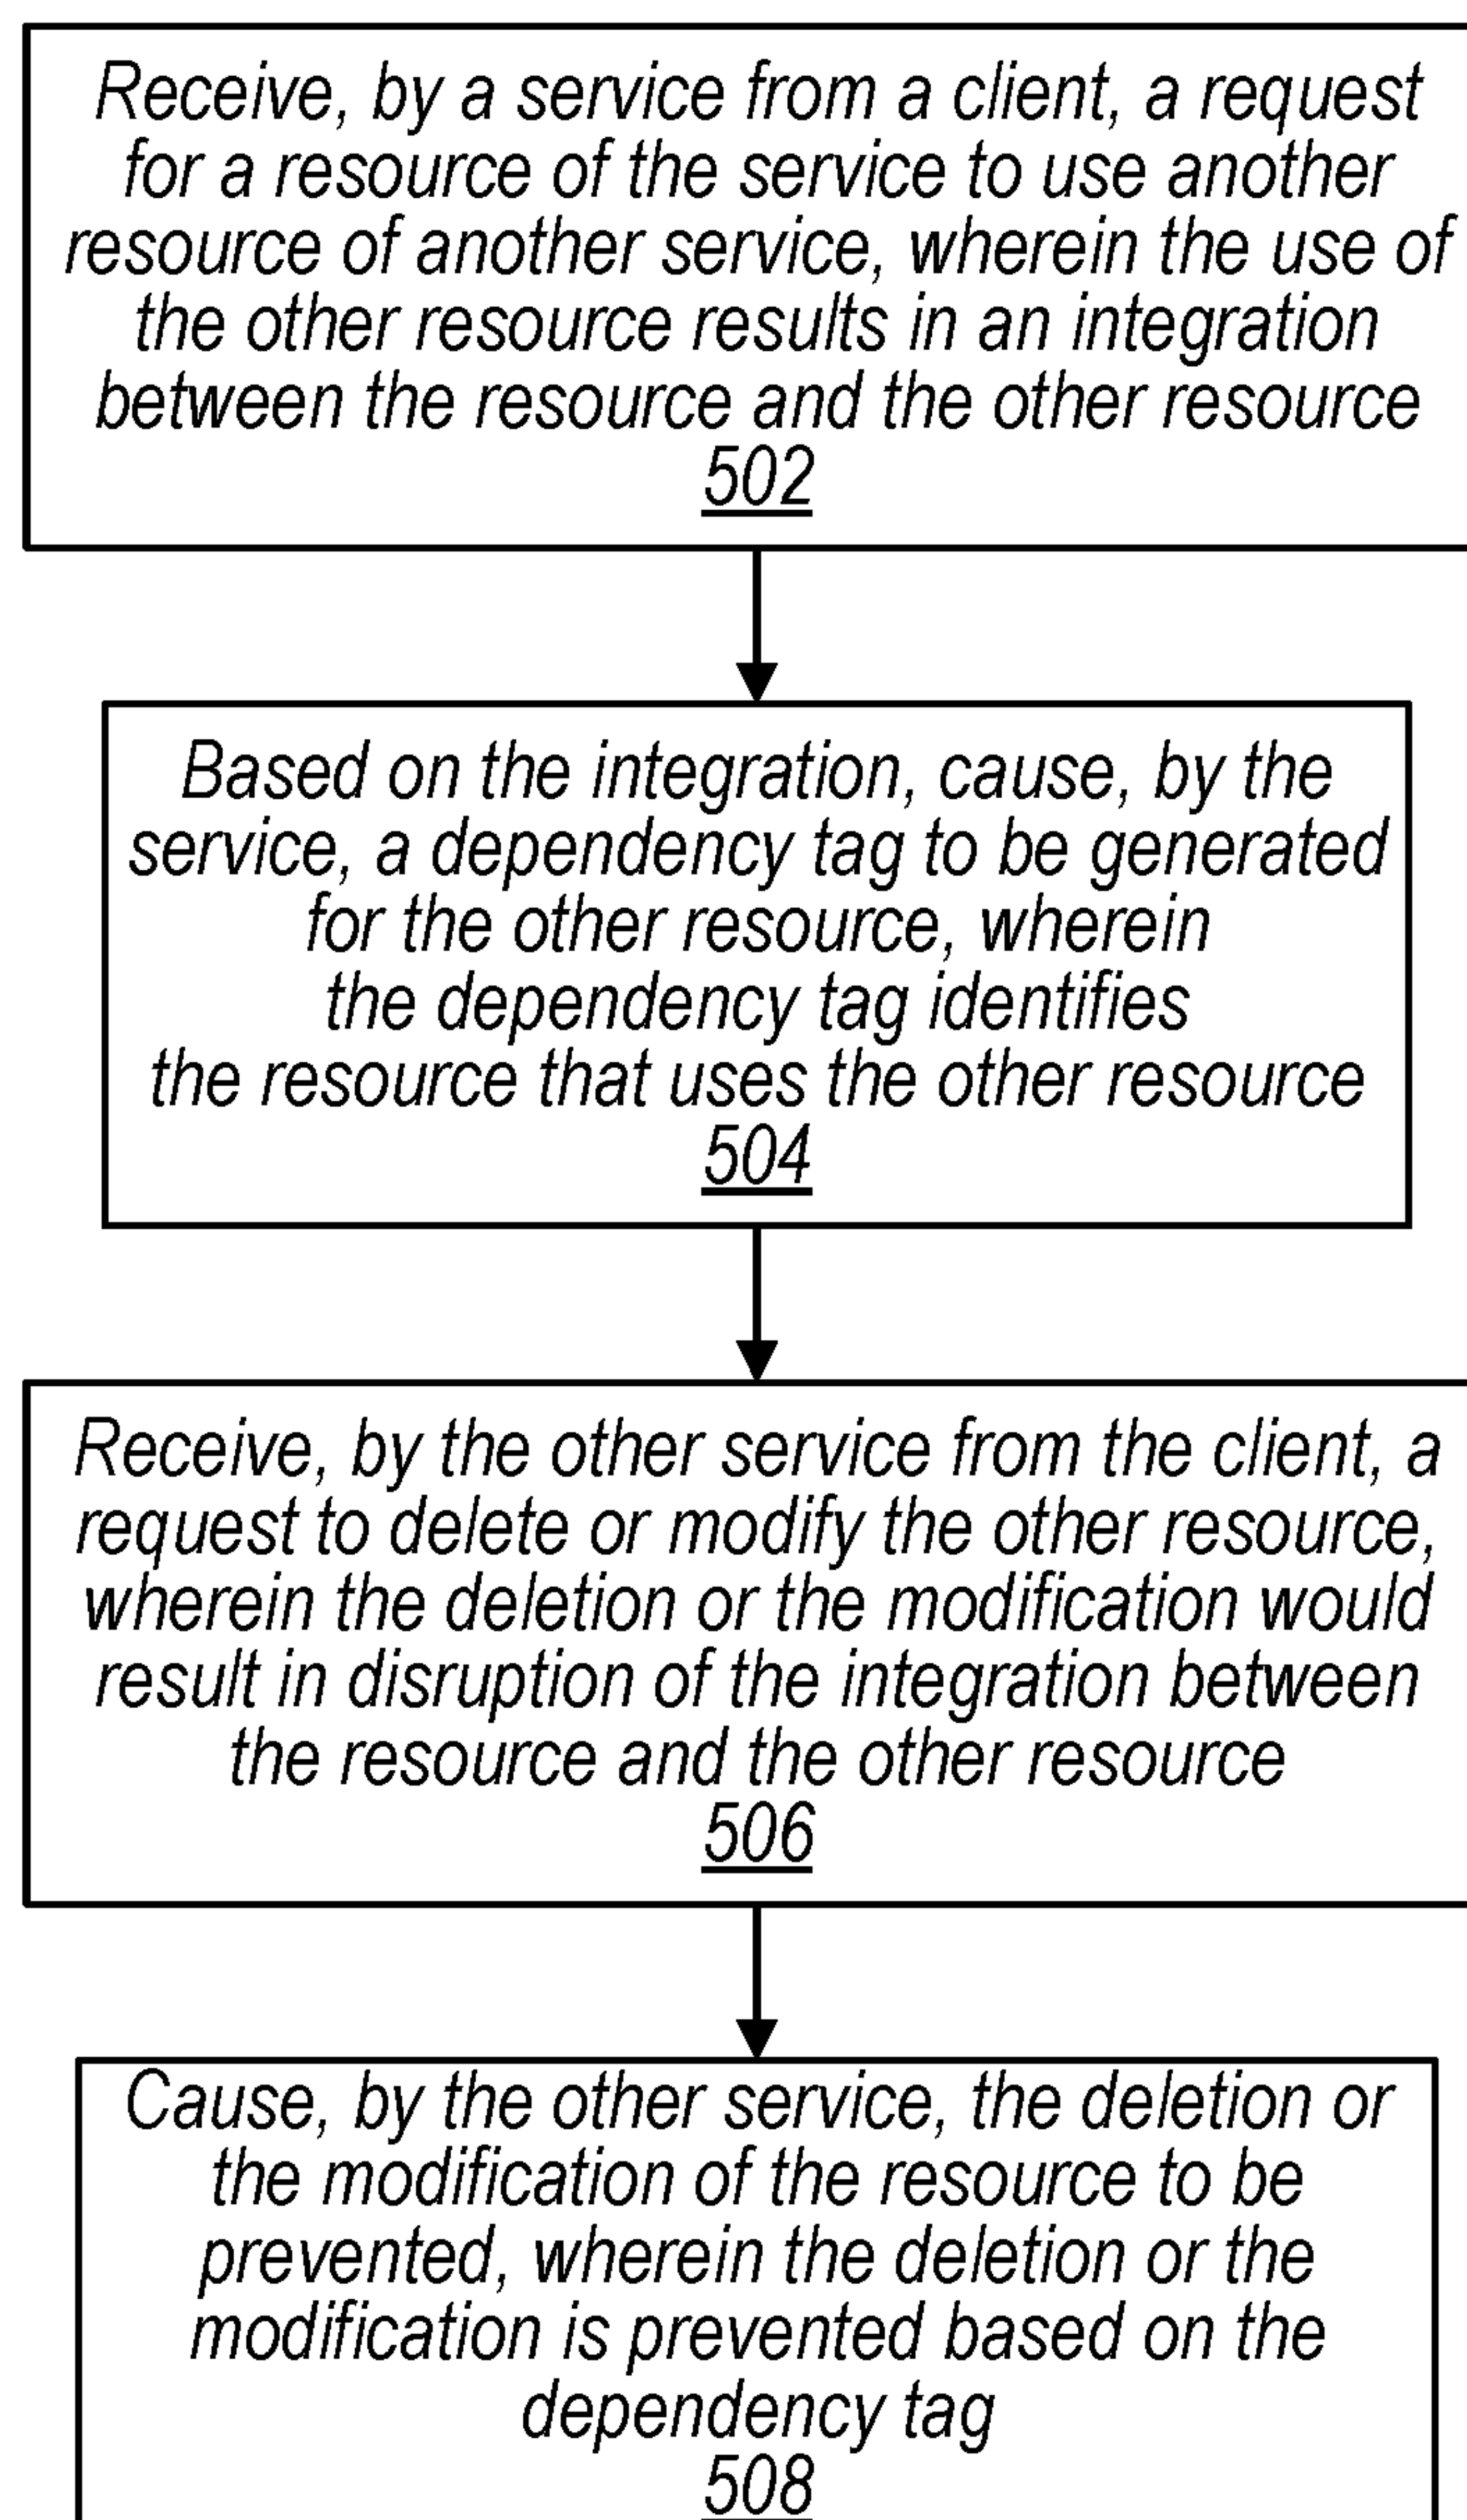 Receive, by a service from a client, a request
for a resource of the service to use another
resource of another service, wherein the use of
the other resource results in an integration
between the resource and the other resource
502
Based on the integration, cause, by the
service, a dependency tag to be generated
for the other resource, wherein
the dependency tag identifies
the resource that uses the other resource
504
Receive, by the other service from the client, a
request to delete or modify the other resource,
wherein the deletion or the modification would
result in disruption of the integration between
the resource and the other resource
506
Cause, by the other service, the deletion or
the modification of the resource to be
prevented, wherein the deletion or the
modification is prevented based on the
dependency tag
508